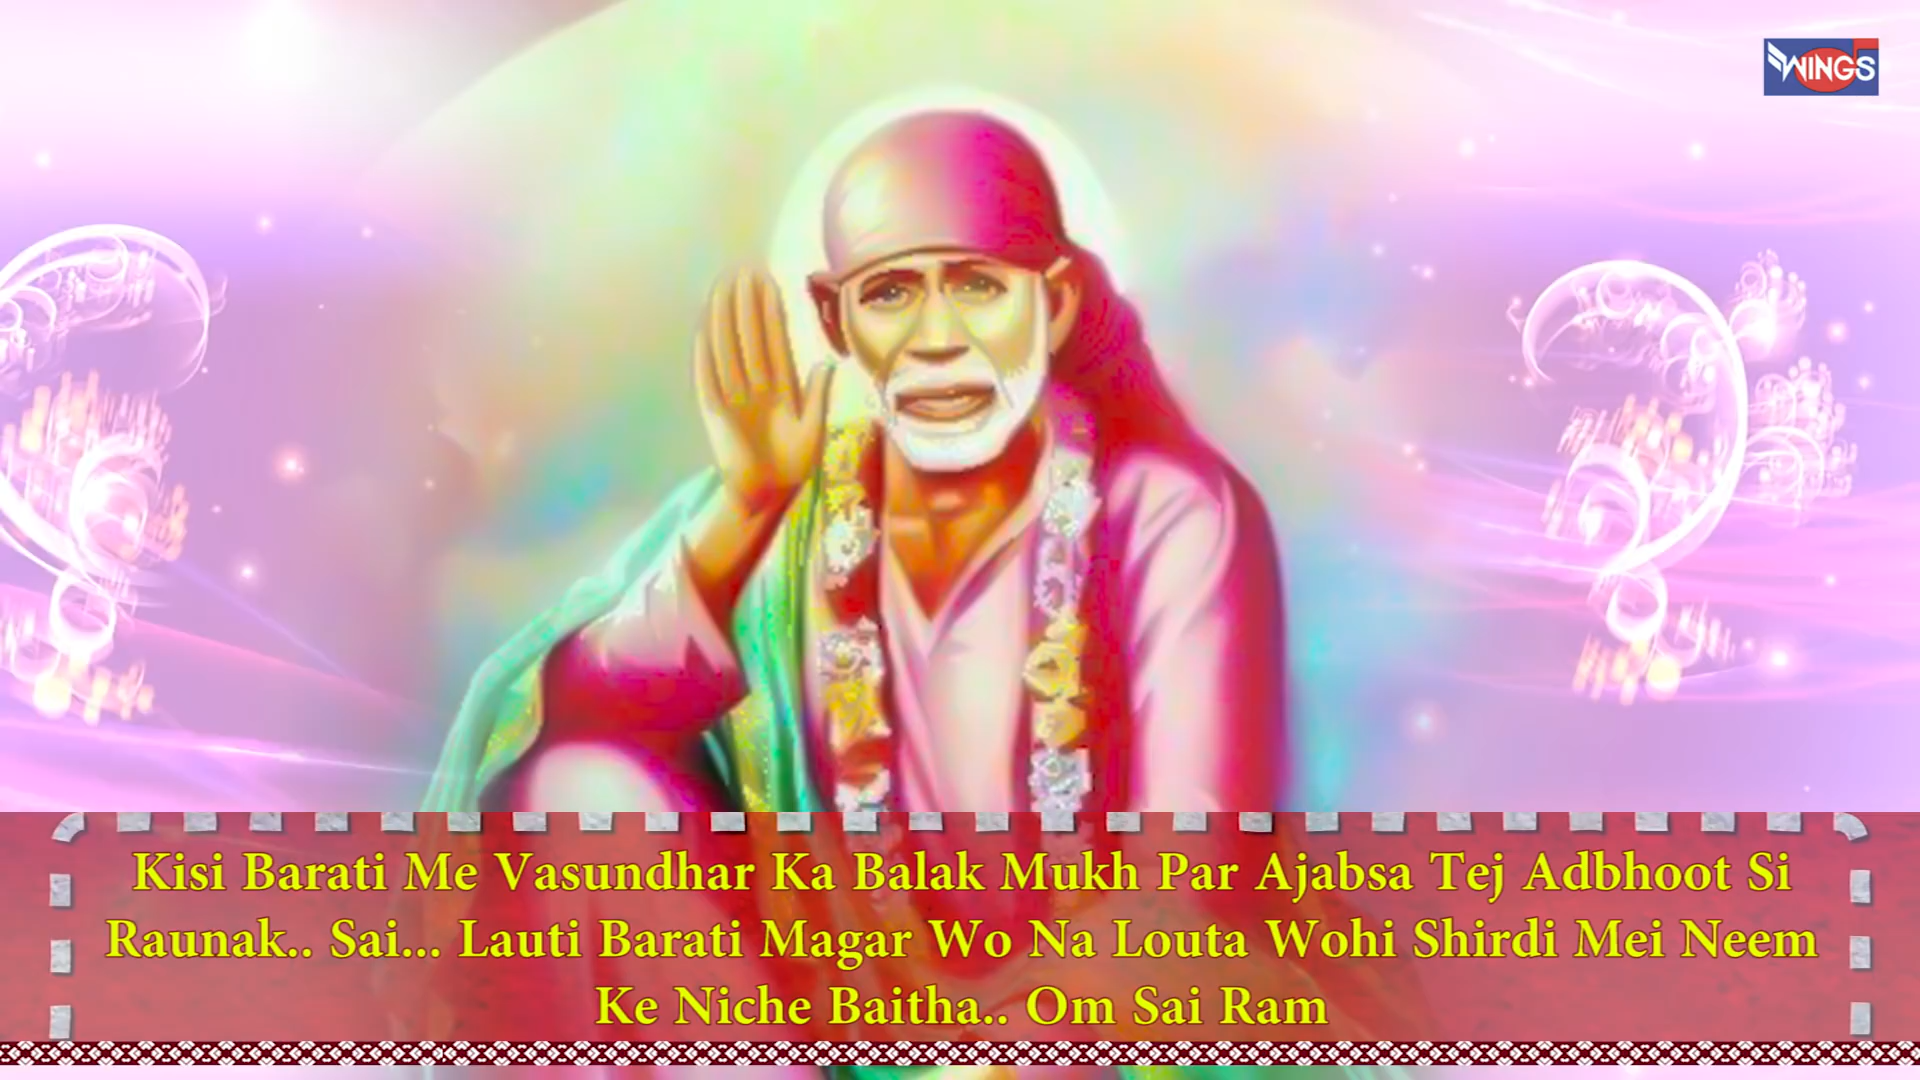 WINGS
Kisi Barati Me Vasundhar Ka Balak Mukh Par Ajabsa Tej Adbhoot Si
Raunak.. Sai... Lauti Barati Magar Wo Na Louta Wohi Shirdi Mei Neem
Ke Niche Baitha.. Om Sai Ram